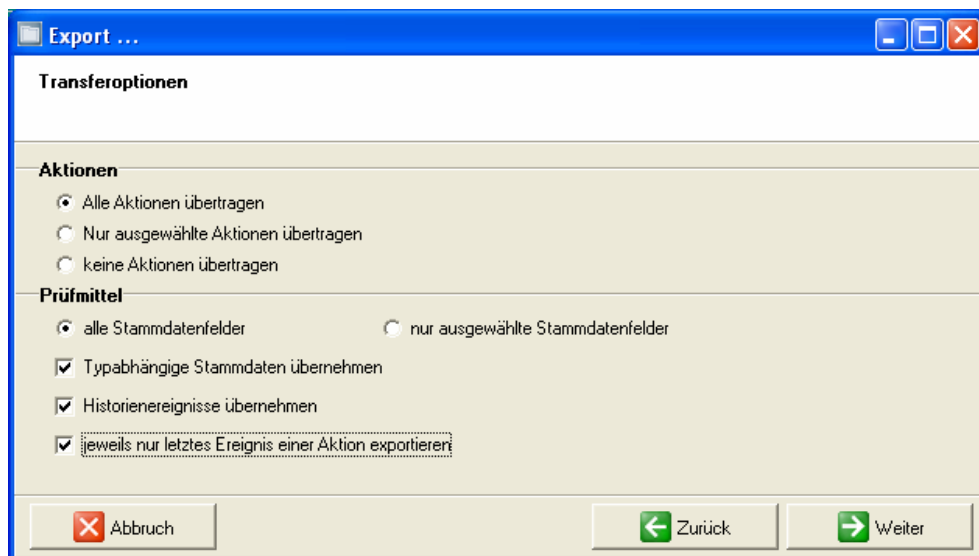 Export ...
Transferoptionen
Aktionen
Alle Aktionen übertragen
Nur ausgewählte Aktionen übertragen
keine Aktionen übertragen
Prüfmittel
alle Stammdatenfelder nur ausgewählte Stammdatenfelder
Typabhängige Stammdaten übernehmen
Historienereignisse übernehmen
jeweils nur letztes Ereignis einer Aktion exportieren
Abbruch Zurück Weiter